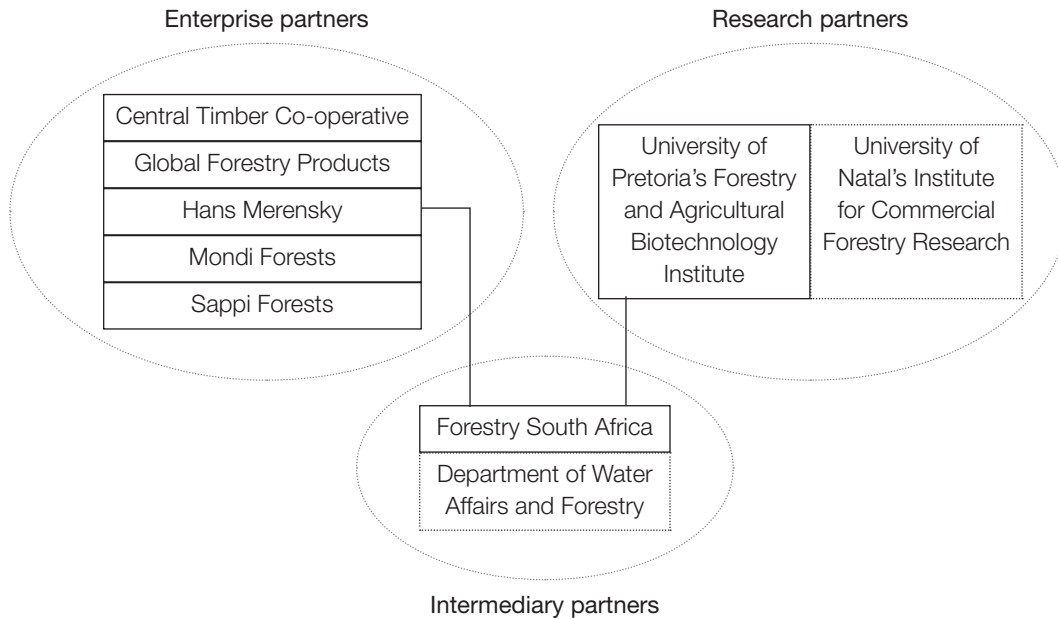 Enterprise partners
Research partners
Central Timber Co-operative
Global Forestry Products
Hans Merensky
Mondi Forests
Sappi Forests
University of
Pretoria's Forestry
and Agricultural
Biotechnology
Institute
University of
Natal's Institute
for Commercial
Forestry Research
Forestry South Africa
Department of Water
Affairs and Forestry
Intermediary partners